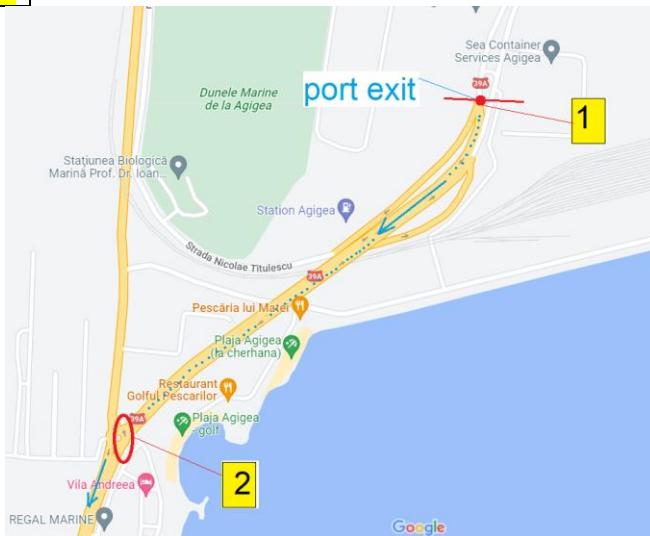 Dunele Marine
de la Agigea
port exit
39A
Sea Container
Services Agigea
1
Stațiunea Biologică
Marină Prof. Dr. Ioan...
Station Agigea
Strada Nicolae Titulescu
39A
Pescăria lui Matei
Plaja Agigea
(la cherhana)
Restaurant
Golful Pescarilor
39A
Plaja Agigea
- golf
2
Vila Andreea
REGAL MARINE
Google